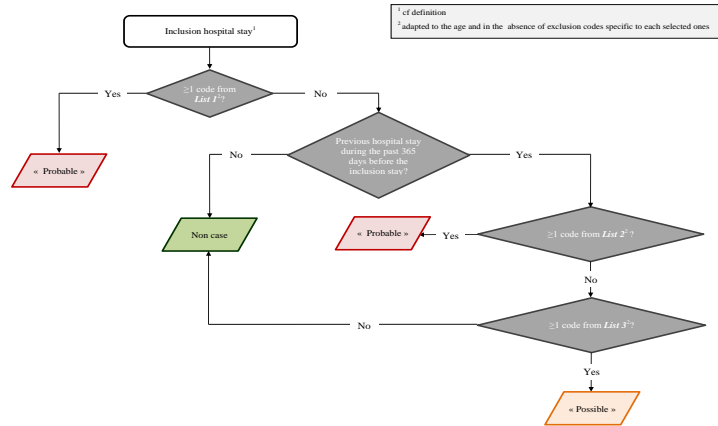 Inclusion hospital stay¹
¹ cf definition
² adapted to the age and in the absence of exclusion codes specific to each selected ones
≥1 code from
List 1²?
Yes
No
Previous hospital stay
during the past 365
days before the
inclusion stay?
No
Yes
« Probable »
Non case
« Probable »
Yes
≥1 code from List 2² ?
No
≥1 code from List 3²?
No
Yes
« Possible »